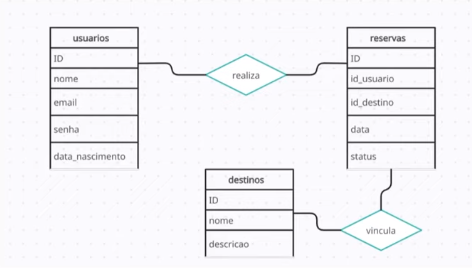 usuarios
ID
nome
email
senha
data_nascimento
realiza
reservas
ID
id_usuario
id_destino
data
status
destinos
ID
nome
descricao
vincula